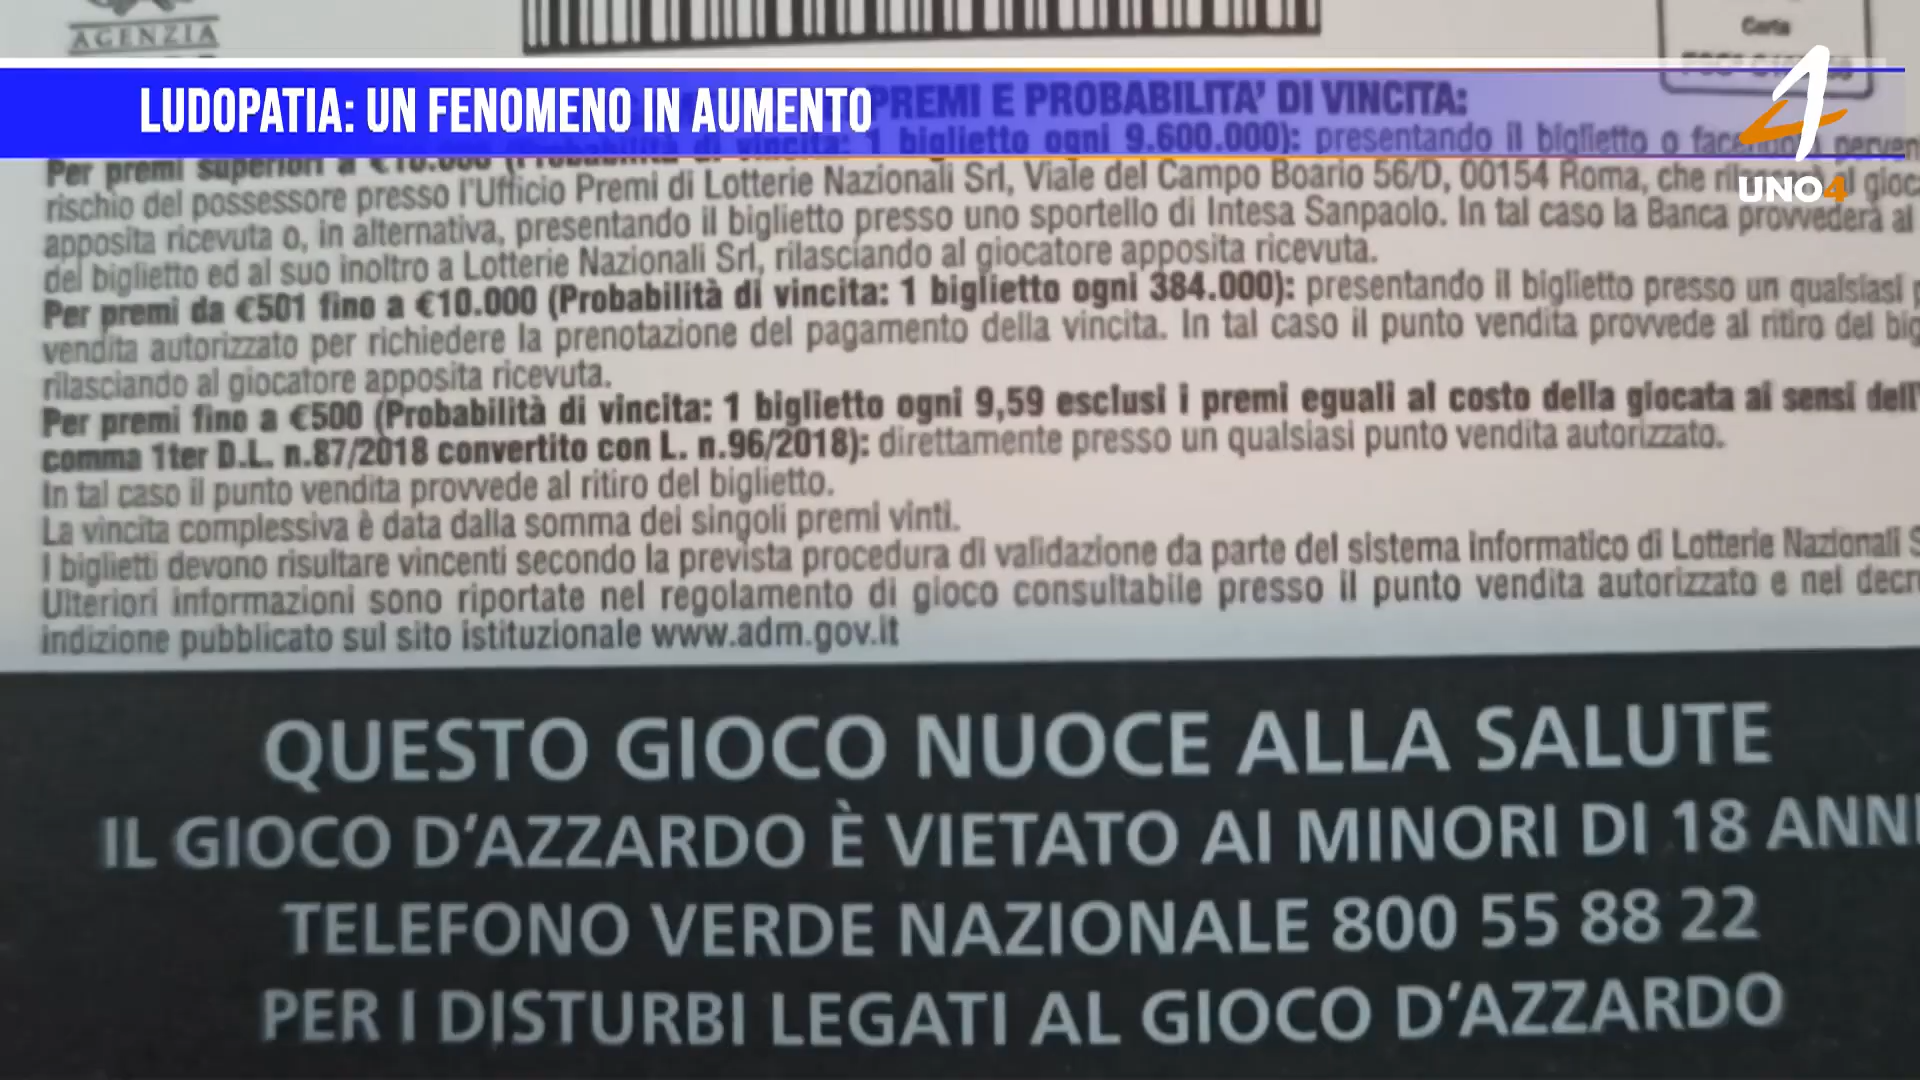 AGENZIA
Carta
LUDOPATIA: UN FENOMENO IN AUMENTO
PREMI E PROBABILITA' DI VINCITA:
UNO4
Per premi superiori a €10.000 (Probabilità di vincita: 1 biglietto ogni 9.600.000): presentando il biglietto o
rischio del possessore presso l'Ufficio Premi di Lotterie Nazionali Srl, Viale del Campo Boario 56/D, 00154 Roma, che
apposita ricevuta o, in alternativa, presentando il biglietto presso uno sportello di Intesa Sanpaolo. In tal caso la Banca provvederà al
del biglietto ed al suo inoltro a Lotterie Nazionali Srl, rilasciando al giocatore apposita ricevuta.
Per premi da €501 fino a €10.000 (Probabilità di vincita: 1 biglietto ogni 384.000): presentando il biglietto presso un qualsiasi p
vendita autorizzato per richiedere la prenotazione del pagamento della vincita. In tal caso il punto vendita provvede al ritiro del big
rilasciando al giocatore apposita ricevuta.
Per premi fino a €500 (Probabilità di vincita: 1 biglietto ogni 9,59 esclusi i premi eguali al costo della giocata ai sensi dell'
comma 1ter D.L. n.87/2018 convertito con L. n.96/2018): direttamente presso un qualsiasi punto vendita autorizzato.
In tal caso il punto vendita provvede al ritiro del biglietto.
La vincita complessiva è data dalla somma dei singoli premi vinti.
I biglietti devono risultare vincenti secondo la prevista procedura di validazione da parte del sistema informatico di Lotterie Nazionali S
Ulteriori informazioni sono riportate nel regolamento di gioco consultabile presso il punto vendita autorizzato e nel decr
indizione pubblicato sul sito istituzionale www.adm.gov.it
QUESTO GIOCO NUOCE ALLA SALUTE
IL GIOCO D'AZZARDO È VIETATO AI MINORI DI 18 ANNI
TELEFONO VERDE NAZIONALE 800 55 88 22
PER I DISTURBI LEGATI AL GIOCO D'AZZARDO